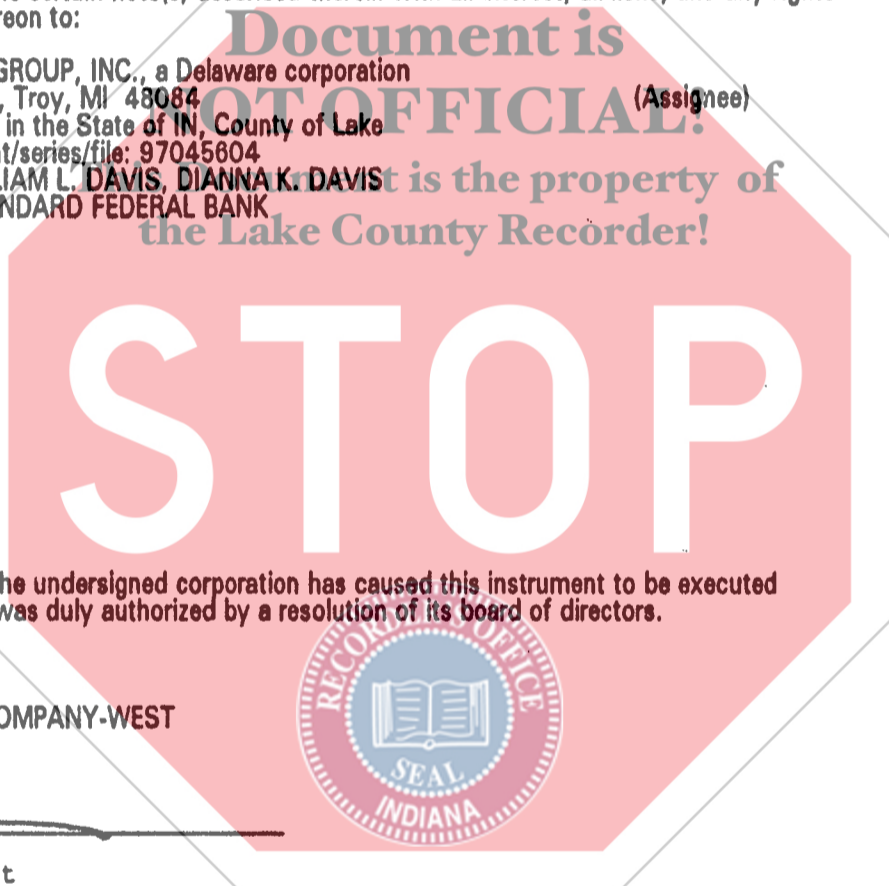 reon to:
Document is
GROUP, INC., a Delaware corporation
, Troy, MI 48084 (Assignee)
NOT OFFICIAL!
in the State of IN, County of Lake
t/series/file: 97045604
LIAM L. DAVIS, DIANNA K. DAVIS
This Document is the property of
NDARD FEDERAL BANK
the Lake County Recorder!
STOP
he undersigned corporation has caused this instrument to be executed
was duly authorized by a resolution of its board of directors.
RECORDER'S OFFICE
OMPANY-WEST
SEAL
INDIANA
t